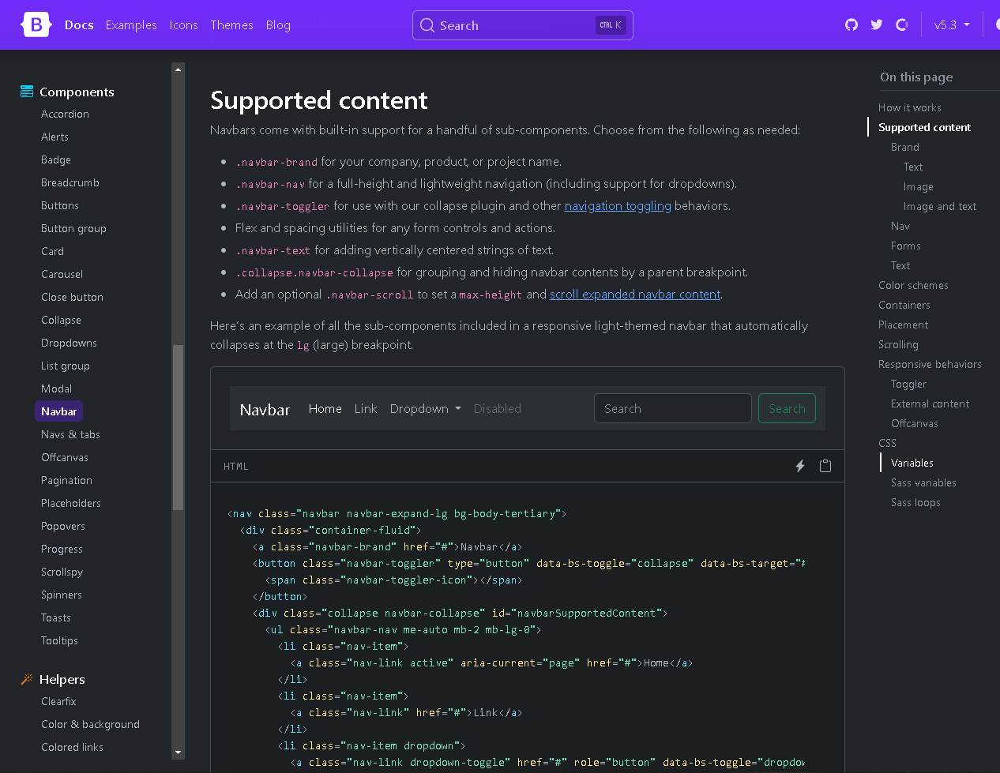 B Docs Examples Icons Themes Blog Search CTRL K v5.3
Components
Accordion
Alerts
Badge
Breadcrumb
Buttons
Button group
Card
Carousel
Close button
Collapse
Dropdowns
List group
Modal
Navbar
Navs & tabs
Offcanvas
Pagination
Placeholders
Popovers
Progress
Scrollspy
Spinners
Toasts
Tooltips
Helpers
Clearfix
Color & background
Colored links
Supported content
Navbars come with built-in support for a handful of sub-components. Choose from the following as needed:
.navbar-brand for your company, product, or project name.
.navbar-nav for a full-height and lightweight navigation (including support for dropdowns).
.navbar-toggler for use with our collapse plugin and other navigation toggling behaviors.
Flex and spacing utilities for any form controls and actions.
.navbar-text for adding vertically centered strings of text.
.collapse.navbar-collapse for grouping and hiding navbar contents by a parent breakpoint.
Add an optional .navbar-scroll to set a max-height and scroll expanded navbar content.
Here's an example of all the sub-components included in a responsive light-themed navbar that automatically
collapses at the lg (large) breakpoint.
Navbar Home Link Dropdown Disabled Search Search
HTML
<nav class="navbar navbar-expand-lg bg-body-tertiary">
<div class="container-fluid">
<a class="navbar-brand" href="#">Navbar</a>
<button class="navbar-toggler" type="button" data-bs-toggle="collapse" data-bs-target="#
<span class="navbar-toggler-icon"></span>
</button>
<div class="collapse navbar-collapse" id="navbarSupportedContent">
<ul class="navbar-nav me-auto mb-2 mb-lg-0">
<li class="nav-item">
<a class="nav-link active" aria-current="page" href="#">Home</a>
</li>
<li class="nav-item">
<a class="nav-link" href="#">Link</a>
</li>
<li class="nav-item dropdown">
<a class="nav-link dropdown-toggle" href="#" role="button" data-bs-toggle="dropdow
On this page
How it works
Supported content
Brand
Text
Image
Image and text
Nav
Forms
Text
Color schemes
Containers
Placement
Scrolling
Responsive behaviors
Toggler
External content
Offcanvas
CSS
Variables
Sass variables
Sass loops